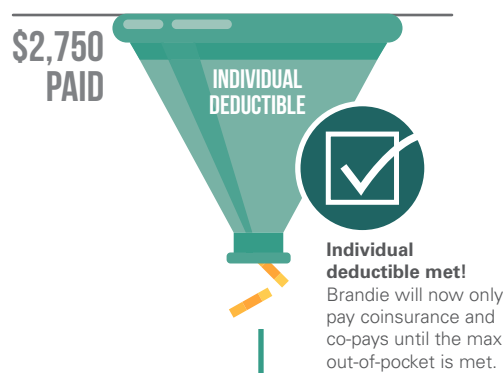 $2,750
PAID
INDIVIDUAL
DEDUCTIBLE
Individual
deductible met!
Brandie will now only
pay coinsurance and
co-pays until the max
out-of-pocket is met.